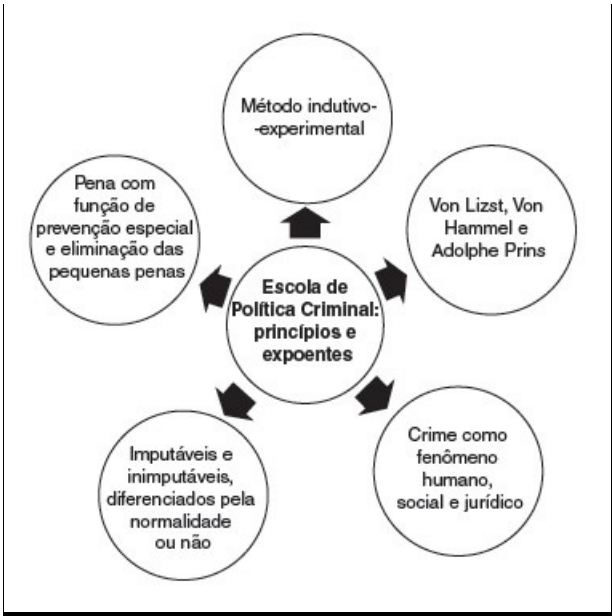 Método indutivo-
-experimental
Pena com
função de
prevenção especial
e eliminação das
pequenas penas
Von Lizst, Von
Hammel e
Adolphe Prins
Escola de
Política Criminal:
princípios e
expoentes
Imputáveis e
inimputáveis,
diferenciados pela
normalidade
ou não
Crime como
fenômeno
humano,
social e jurídico